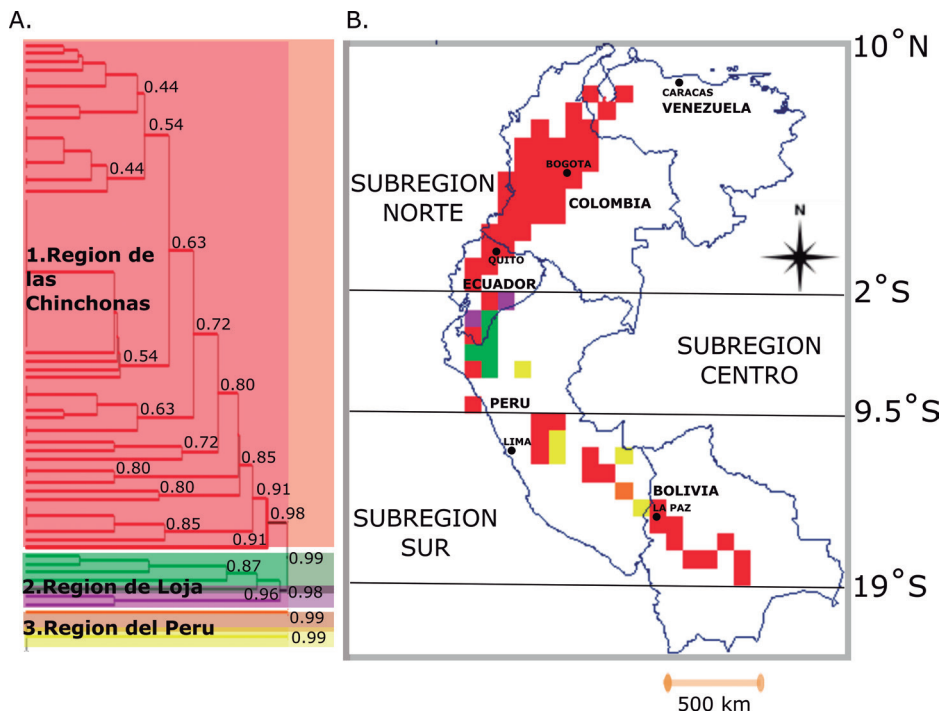 A.
0.44
0.54
0.44
0.63
1.Region de
las
Chinchonas
0.72
0.54
0.80
0.63
0.72
0.85
0.80
0.80
0.91
0.98
0.85
0.91
0.99
0.87
2.Region de Loja
0.96
0.98
3.Region del Peru
0.99
0.99
B.
10°N
CARACAS
VENEZUELA
BOGOTA
SUBREGION
NORTE
COLOMBIA
N
QUITO
ECUADOR
2°S
SUBREGION
CENTRO
PERU
9.5°S
LIMA
BOLIVIA
LA PAZ
SUBREGION
SUR
19°S
500 km